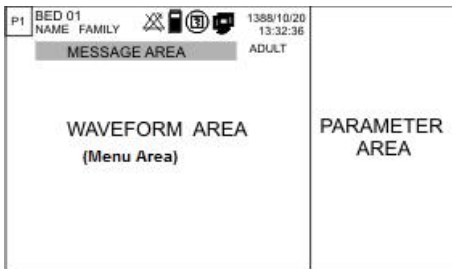 P1
BED 01
NAME FAMILY
1388/10/20
13:32:36
MESSAGE AREA
ADULT
WAVEFORM AREA
(Menu Area)
PARAMETER
AREA